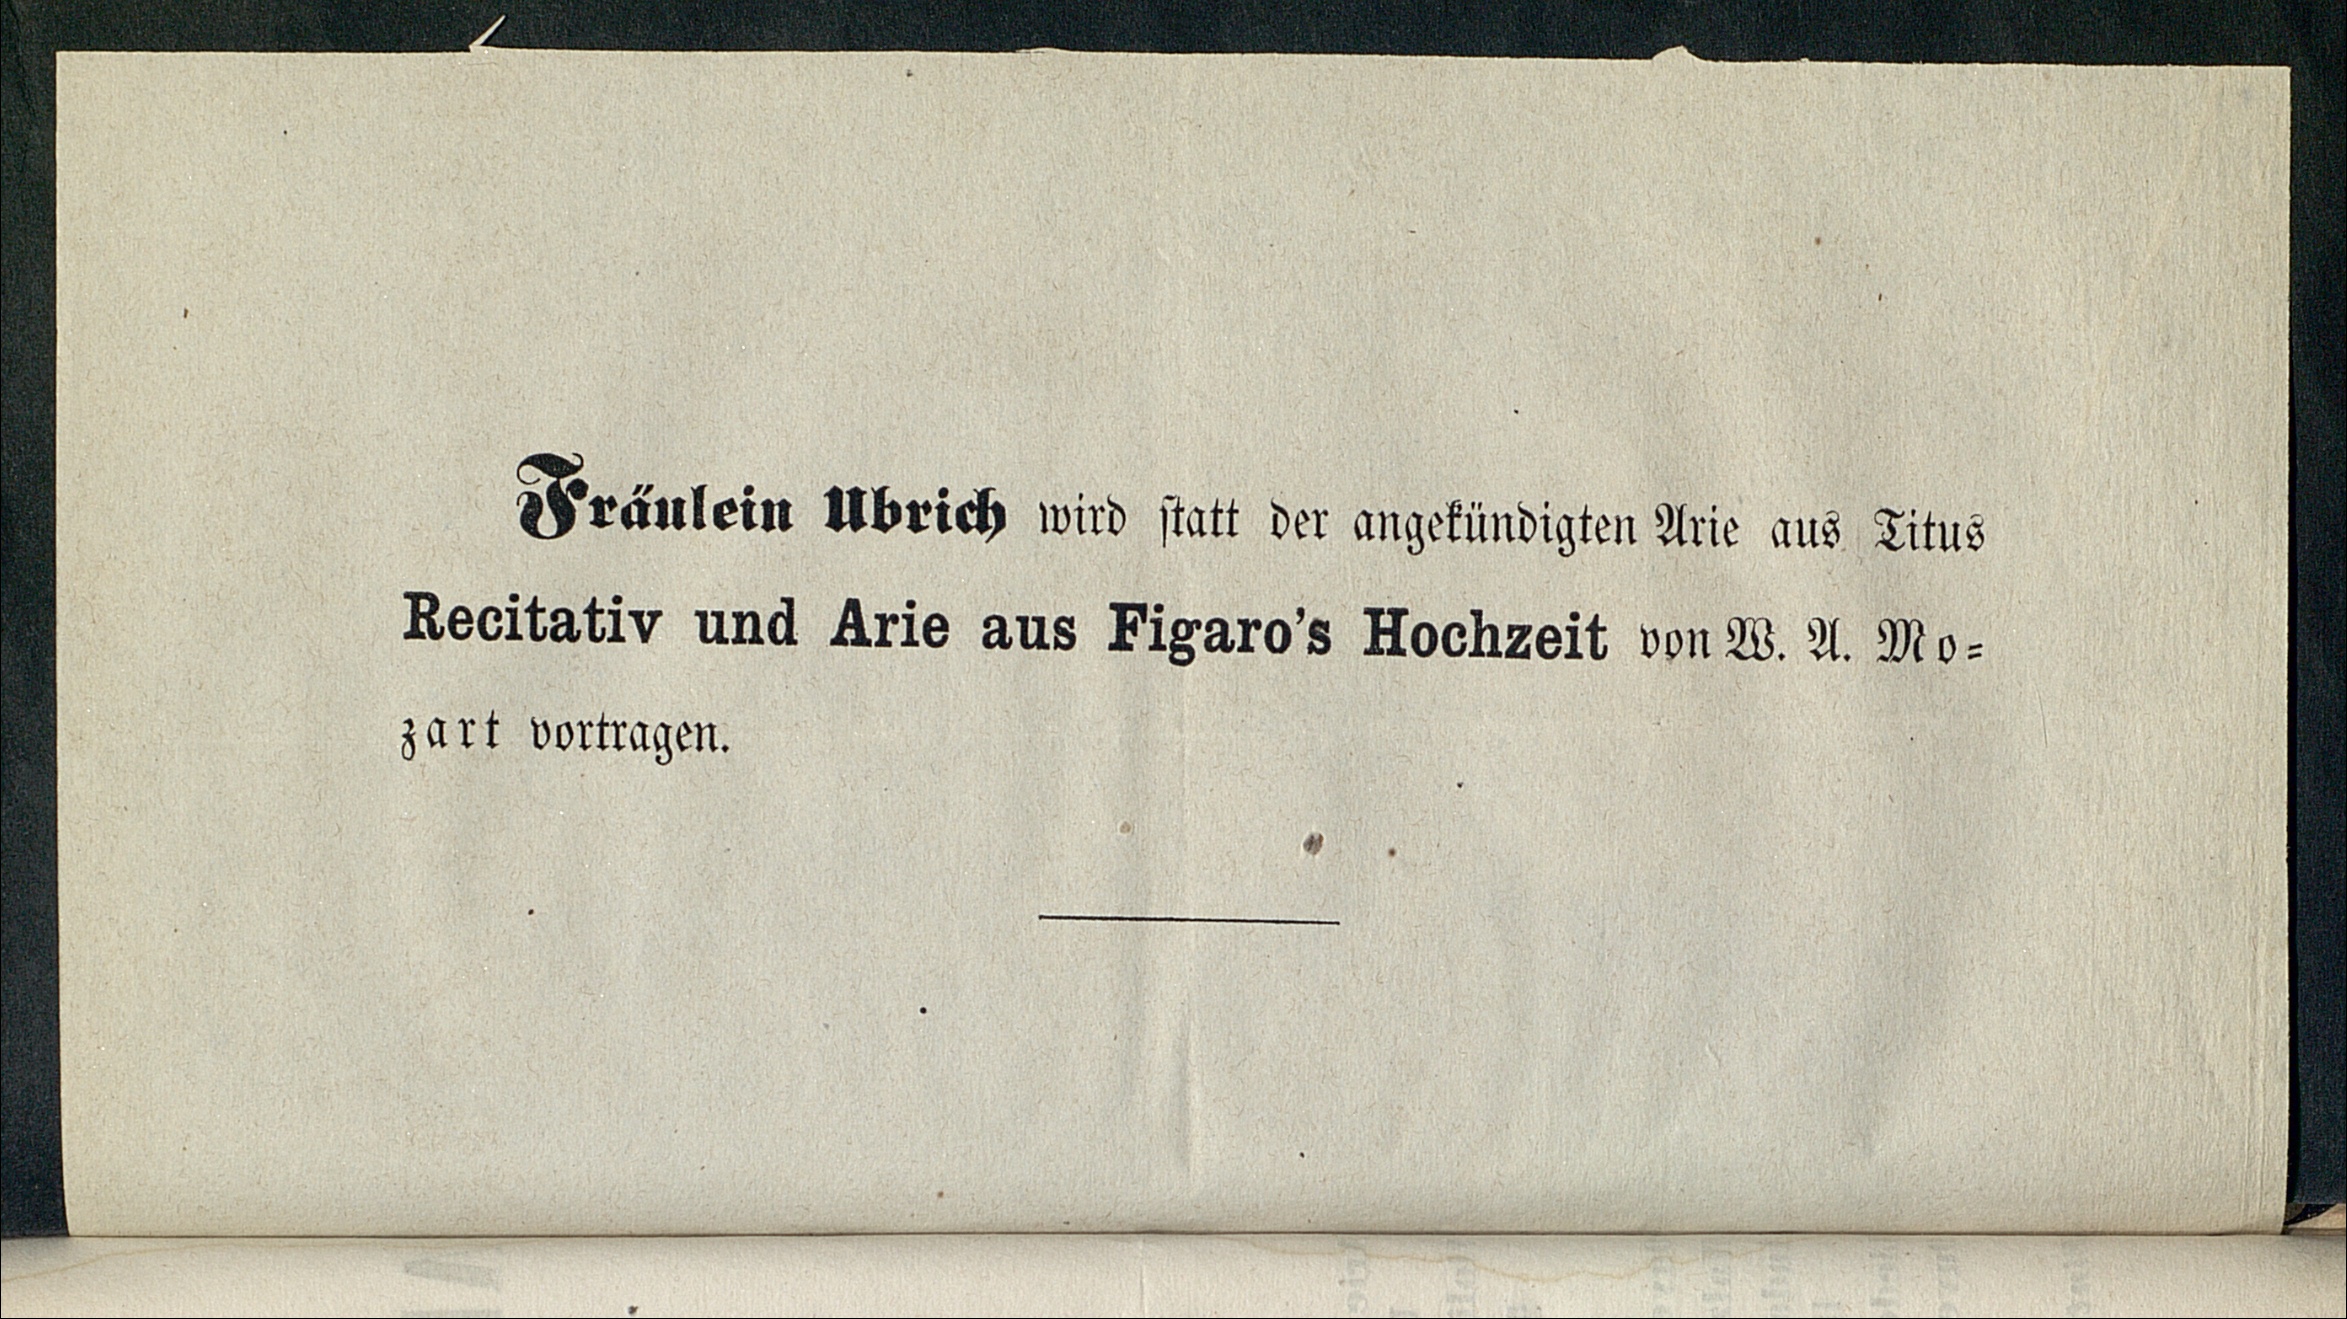 Fräulein Ubrich wird statt der angekündigten Arie aus Titus
Recitativ und Arie aus Figaro's Hochzeit von W. A. Mo-
zart vortragen.